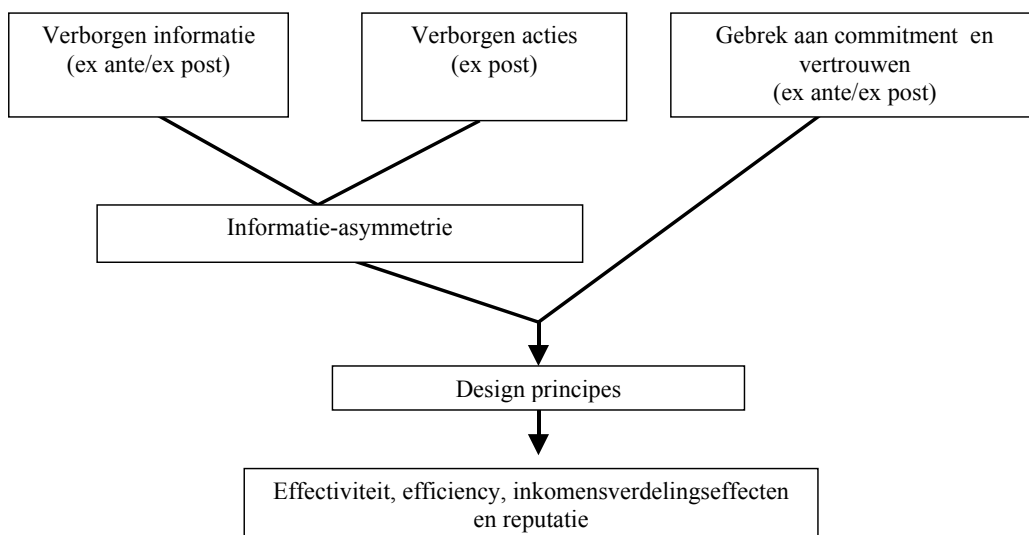 Verborgen informatie
(ex ante/ex post)
Verborgen acties
(ex post)
Gebrek aan commitment en
vertrouwen
(ex ante/ex post)
Informatie-asymmetrie
Design principes
Effectiviteit, efficiency, inkomensverdelingseffecten
en reputatie